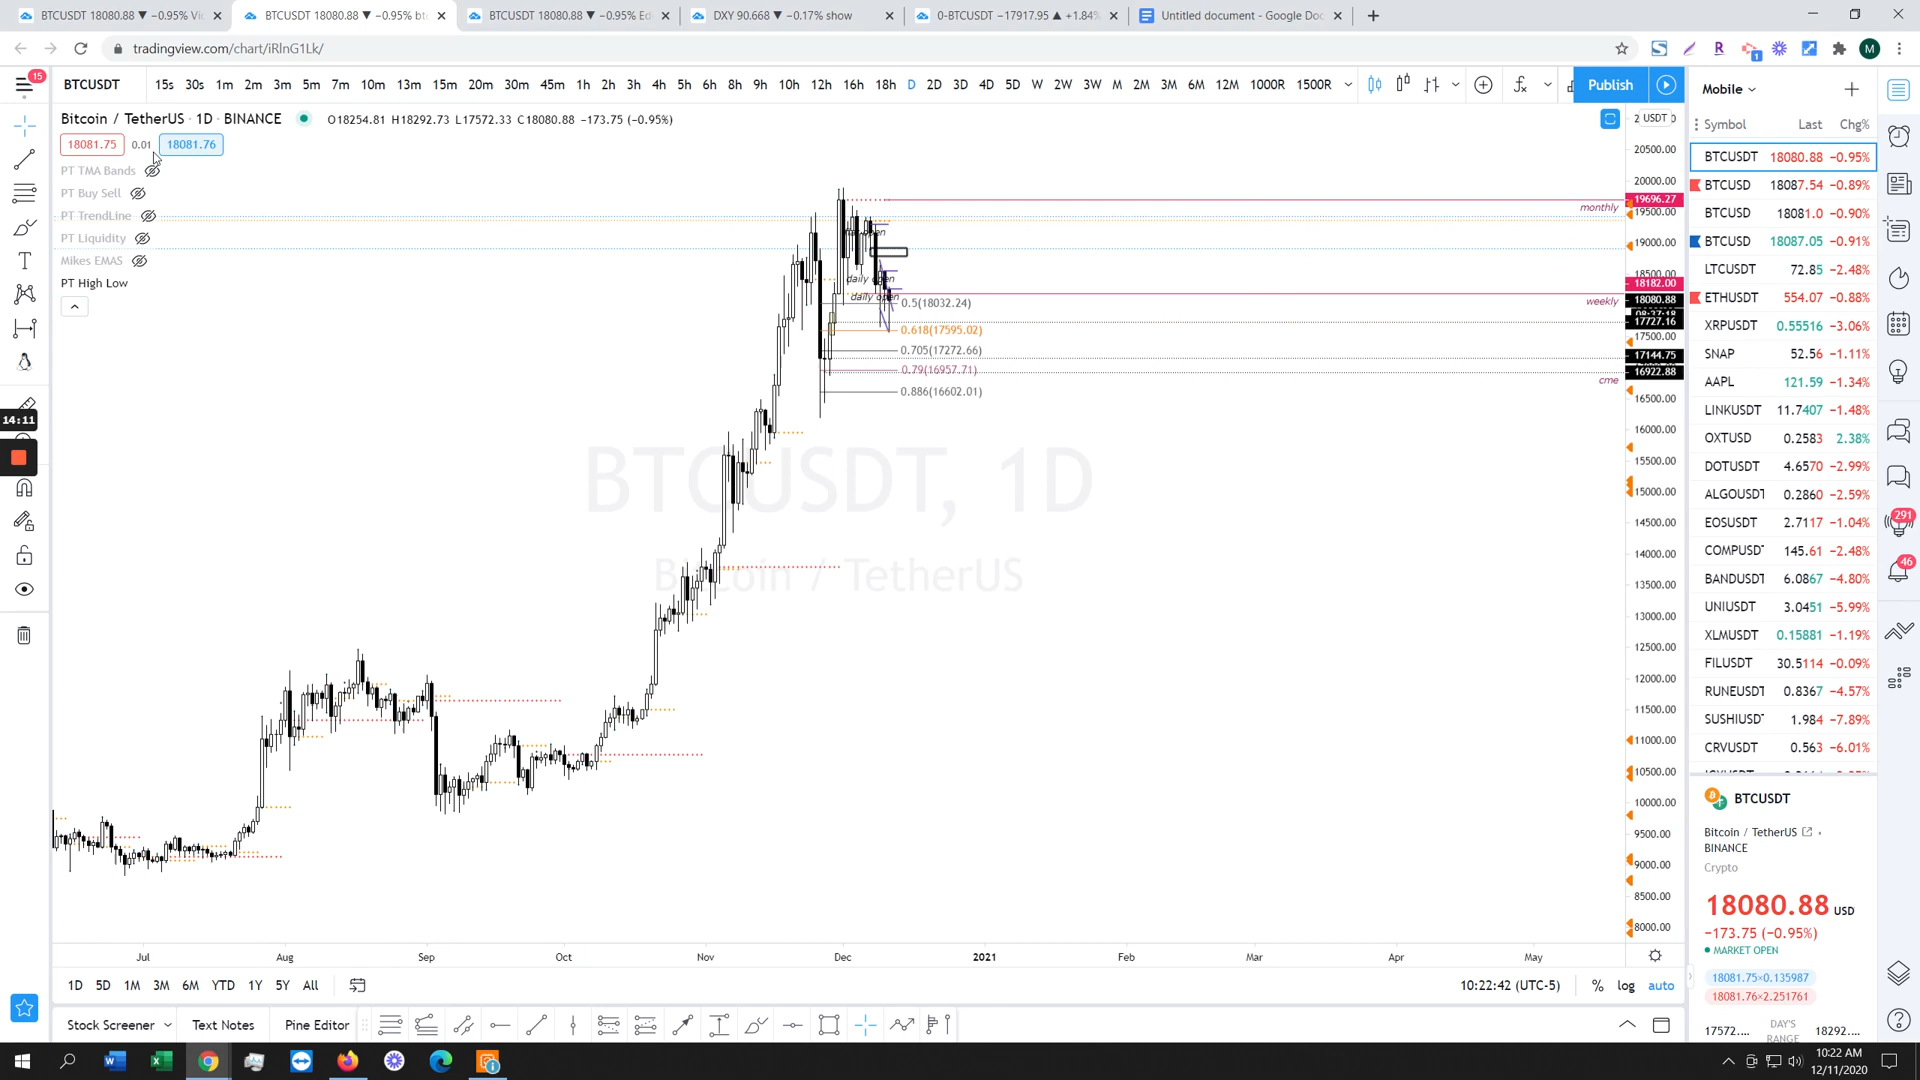 BTCUSDT 18080.88 ▼ −0.95% Vi
BTCUSDT 18080.88 ▼ −0.95% bt
BTCUSDT 18080.88 ▼ −0.95% Ed
DXY 90.668 ▼ −0.17% show
0-BTCUSDT −17917.95 ▲ +1.84%
Untitled document - Google Doc
tradingview.com/chart/iRlnG1Lk/
M
15
BTCUSDT 15s 30s 1m 2m 3m 5m 7m 10m 13m 15m 20m 30m 45m 1h 2h 3h 4h 5h 6h 8h 9h 10h 12h 16h 18h D 2D 3D 4D 5D W 2W 3W M 2M 3M 6M 12M 1000R 1500R Publish
Bitcoin / TetherUS · 1D · BINANCE O18254.81 H18292.73 L17572.33 C18080.88 −173.75 (−0.95%)
18081.75 0.01 18081.76
PT TMA Bands
PT Buy Sell
PT TrendLine
PT Liquidity
Mikes EMAS
PT High Low
14:11
BTCUSDT, 1D
Bitcoin / TetherUS
daily open
daily open
0.5(18032.24)
0.618(17595.02)
0.705(17272.66)
0.79(16957.71)
0.886(16602.01)
monthly
weekly
cme
USDT
20500.00
20000.00
19696.27
19500.00
19000.00
18500.00
18182.00
18080.88
17727.16
17500.00
17144.75
16922.88
16500.00
16000.00
15500.00
15000.00
14500.00
14000.00
13500.00
13000.00
12500.00
12000.00
11500.00
11000.00
10500.00
10000.00
9500.00
9000.00
8500.00
8000.00
Jul Aug Sep Oct Nov Dec 2021 Feb Mar Apr May
1D 5D 1M 3M 6M YTD 1Y 5Y All
10:22:42 (UTC-5) % log auto
Stock Screener Text Notes Pine Editor
Mobile
Symbol Last Chg%
BTCUSDT 18080.88 −0.95%
BTCUSD 18087.54 −0.89%
BTCUSD 18081.0 −0.90%
BTCUSD 18087.05 −0.91%
LTCUSDT 72.85 −2.48%
ETHUSDT 554.07 −0.88%
XRPUSDT 0.55516 −3.06%
SNAP 52.56 −1.11%
AAPL 121.59 −1.34%
LINKUSDT 11.7407 −1.48%
OXTUSD 0.2583 2.38%
DOTUSDT 4.6570 −2.99%
ALGOUSDT 0.2860 −2.59%
EOSUSDT 2.7117 −1.04%
COMPUSD 145.61 −2.48%
BANDUSDT 6.0867 −4.80%
UNIUSDT 3.0451 −5.99%
XLMUSDT 0.15881 −1.19%
FILUSDT 30.5114 −0.09%
RUNEUSDT 0.8367 −4.57%
SUSHIUSD 1.984 −7.89%
CRVUSDT 0.563 −6.01%
BTCUSDT
Bitcoin / TetherUS
BINANCE
Crypto
18080.88 USD
−173.75 (−0.95%)
MARKET OPEN
18081.75×0.135987
18081.76×2.251761
17572.... DAY'S RANGE 18292....
291
46
10:22 AM
12/11/2020